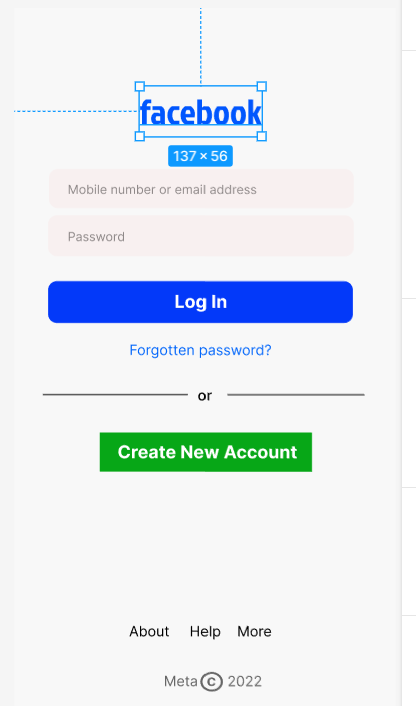 facebook
137 × 56
Mobile number or email address
Password
Log In
Forgotten password?
or
Create New Account
About Help More
Meta © 2022